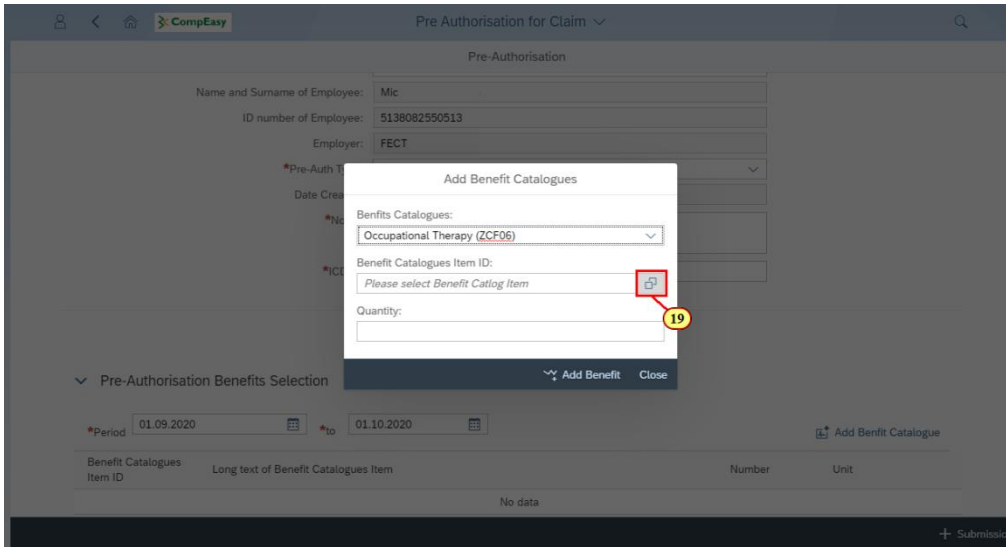 CompEasy
Pre Authorisation for Claim
Pre-Authorisation
Name and Surname of Employee: Mic
ID number of Employee: 5138082550513
Employer: FECT
*Pre-Auth Ty
Date Crea
*No
*ICD
Add Benefit Catalogues
Benfits Catalogues:
Occupational Therapy (ZCF06)
Benefit Catalogues Item ID:
Please select Benefit Catlog Item
19
Quantity:
Add Benefit Close
Pre-Authorisation Benefits Selection
*Period 01.09.2020 *to 01.10.2020
Add Benfit Catalogue
Benefit Catalogues Item ID Long text of Benefit Catalogues Item Number Unit
No data
+ Submissio